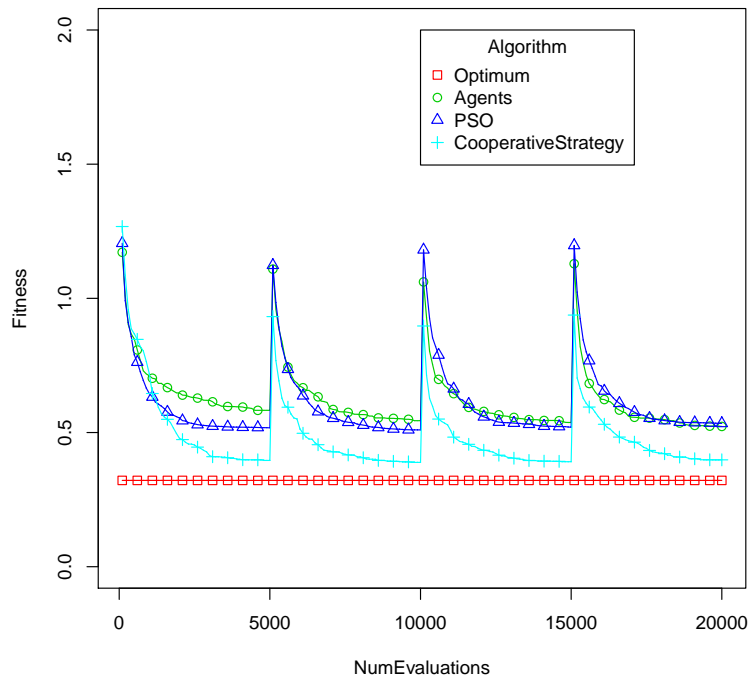 Algorithm
Optimum
Agents
PSO
CooperativeStrategy
2.0
1.5
1.0
0.5
0.0
Fitness
0 5000 10000 15000 20000
NumEvaluations